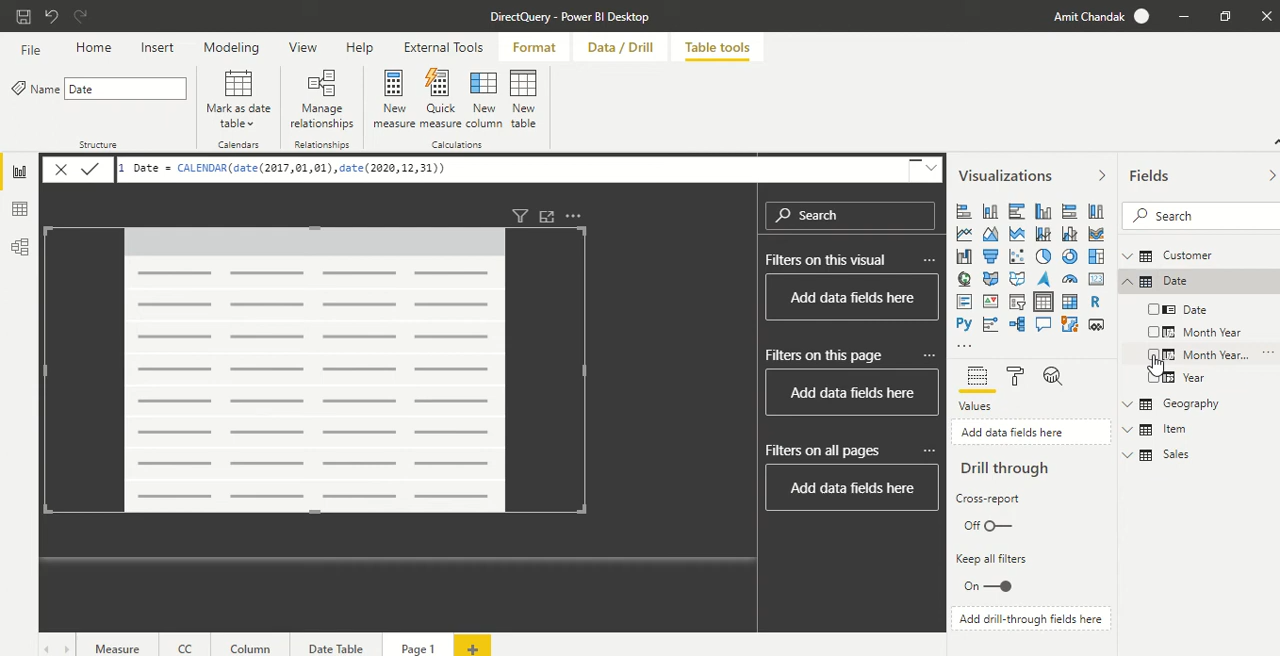 DirectQuery - Power BI Desktop
Amit Chandak
File
Home
Insert
Modeling
View
Help
External Tools
Format
Data / Drill
Table tools
Name
Date
Mark as date
table
Manage
relationships
New
measure
Quick
measure
New
column
New
table
Structure
Calendars
Relationships
Calculations
1 Date = CALENDAR(date(2017,01,01),date(2020,12,31))
Search
Filters on this visual
Add data fields here
Filters on this page
Add data fields here
Filters on all pages
Add data fields here
Visualizations
R
Py
Values
Add data fields here
Drill through
Cross-report
Off
Keep all filters
On
Add drill-through fields here
Fields
Search
Customer
Date
Date
Month Year
Month Year...
Year
Geography
Item
Sales
Measure
CC
Column
Date Table
Page 1